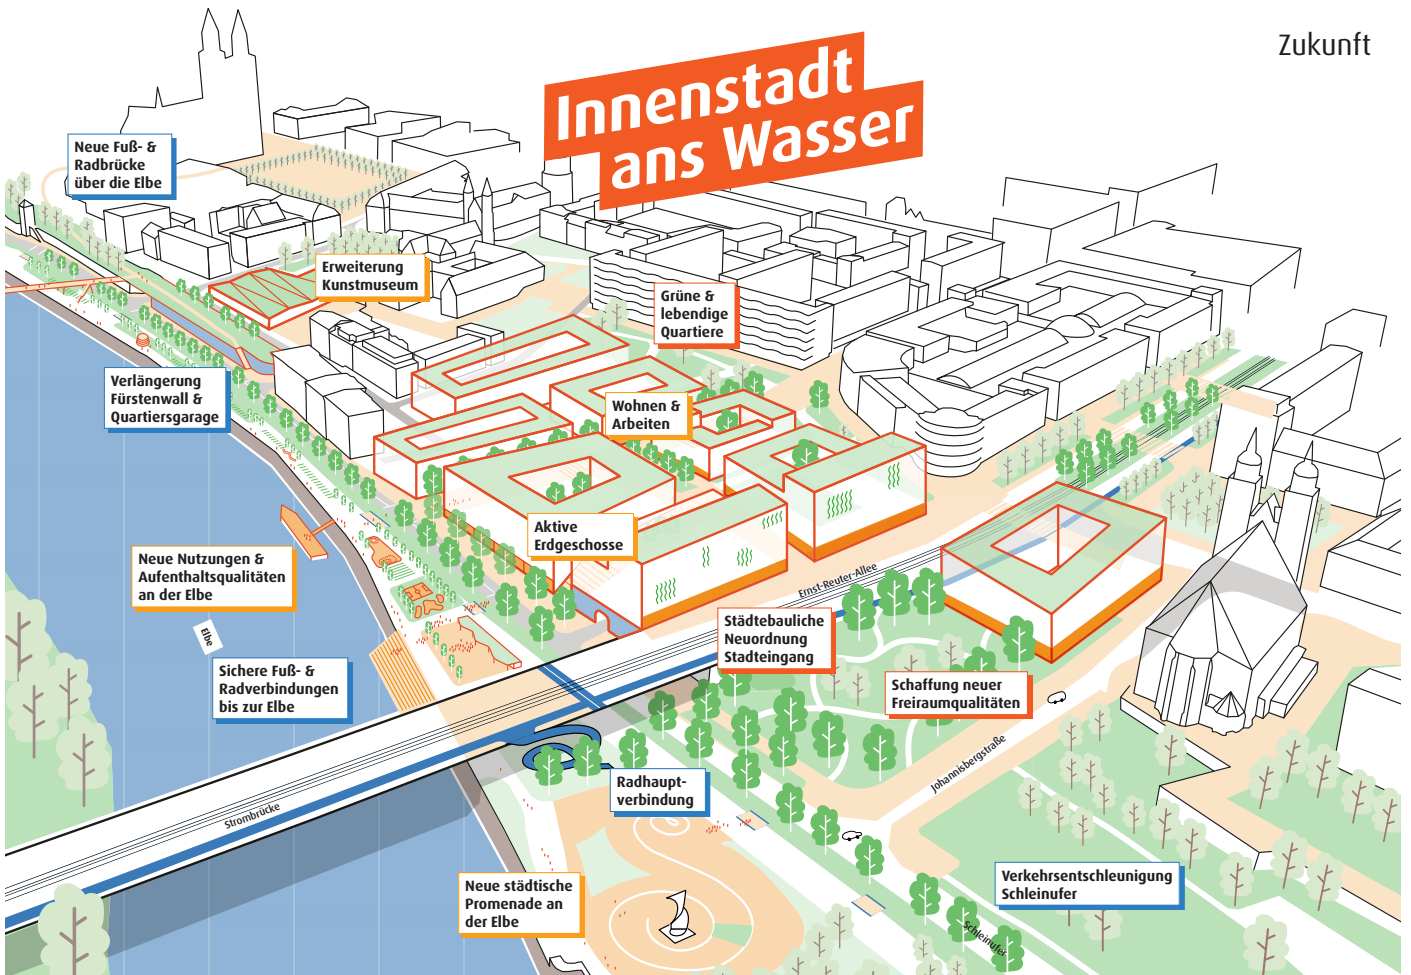 Zukunft
Innenstadt
ans Wasser
Neue Fuß- &
Radbrücke
über die Elbe
Erweiterung
Kunstmuseum
Grüne &
lebendige
Quartiere
Verlängerung
Fürstenwall &
Quartiersgarage
Wohnen &
Arbeiten
Aktive
Erdgeschosse
Neue Nutzungen &
Aufenthaltsqualitäten
an der Elbe
Ernst-Reuter-Allee
Elbe
Städtebauliche
Neuordnung
Stadteingang
Sichere Fuß- &
Radverbindungen
bis zur Elbe
Schaffung neuer
Freiraumqualitäten
Johannisbergstraße
Radhaupt-
verbindung
Strombrücke
Neue städtische
Promenade an
der Elbe
Verkehrsentschleunigung
Schleinufer
Schleinufer